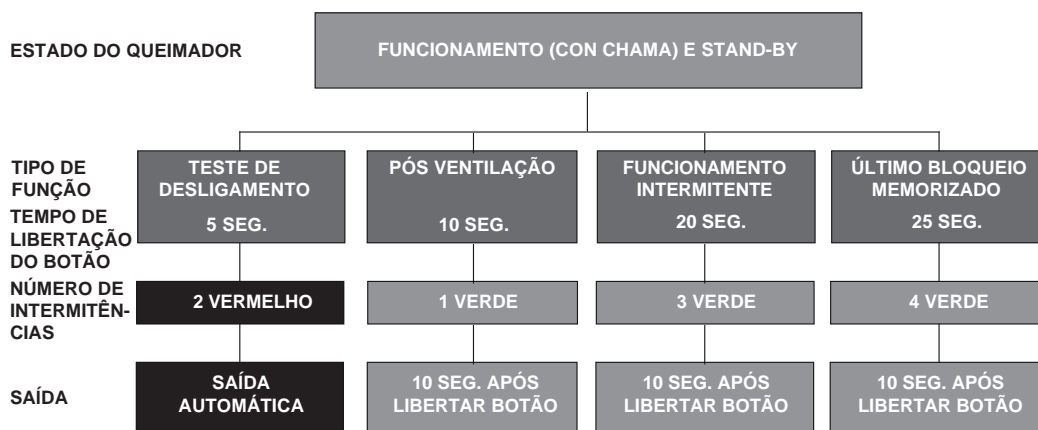 ESTADO DO QUEIMADOR
FUNCIONAMENTO (CON CHAMA) E STAND-BY
TIPO DE
FUNÇÃO
TESTE DE
DESLIGAMENTO
PÓS VENTILAÇÃO
FUNCIONAMENTO
INTERMITENTE
ÚLTIMO BLOQUEIO
MEMORIZADO
TEMPO DE
LIBERTAÇÃO
DO BOTÃO
5 SEG.
10 SEG.
20 SEG.
25 SEG.
NÚMERO DE
INTERMITÊN-
CIAS
2 VERMELHO
1 VERDE
3 VERDE
4 VERDE
SAÍDA
SAÍDA
AUTOMÁTICA
10 SEG. APÓS
LIBERTAR BOTÃO
10 SEG. APÓS
LIBERTAR BOTÃO
10 SEG. APÓS
LIBERTAR BOTÃO